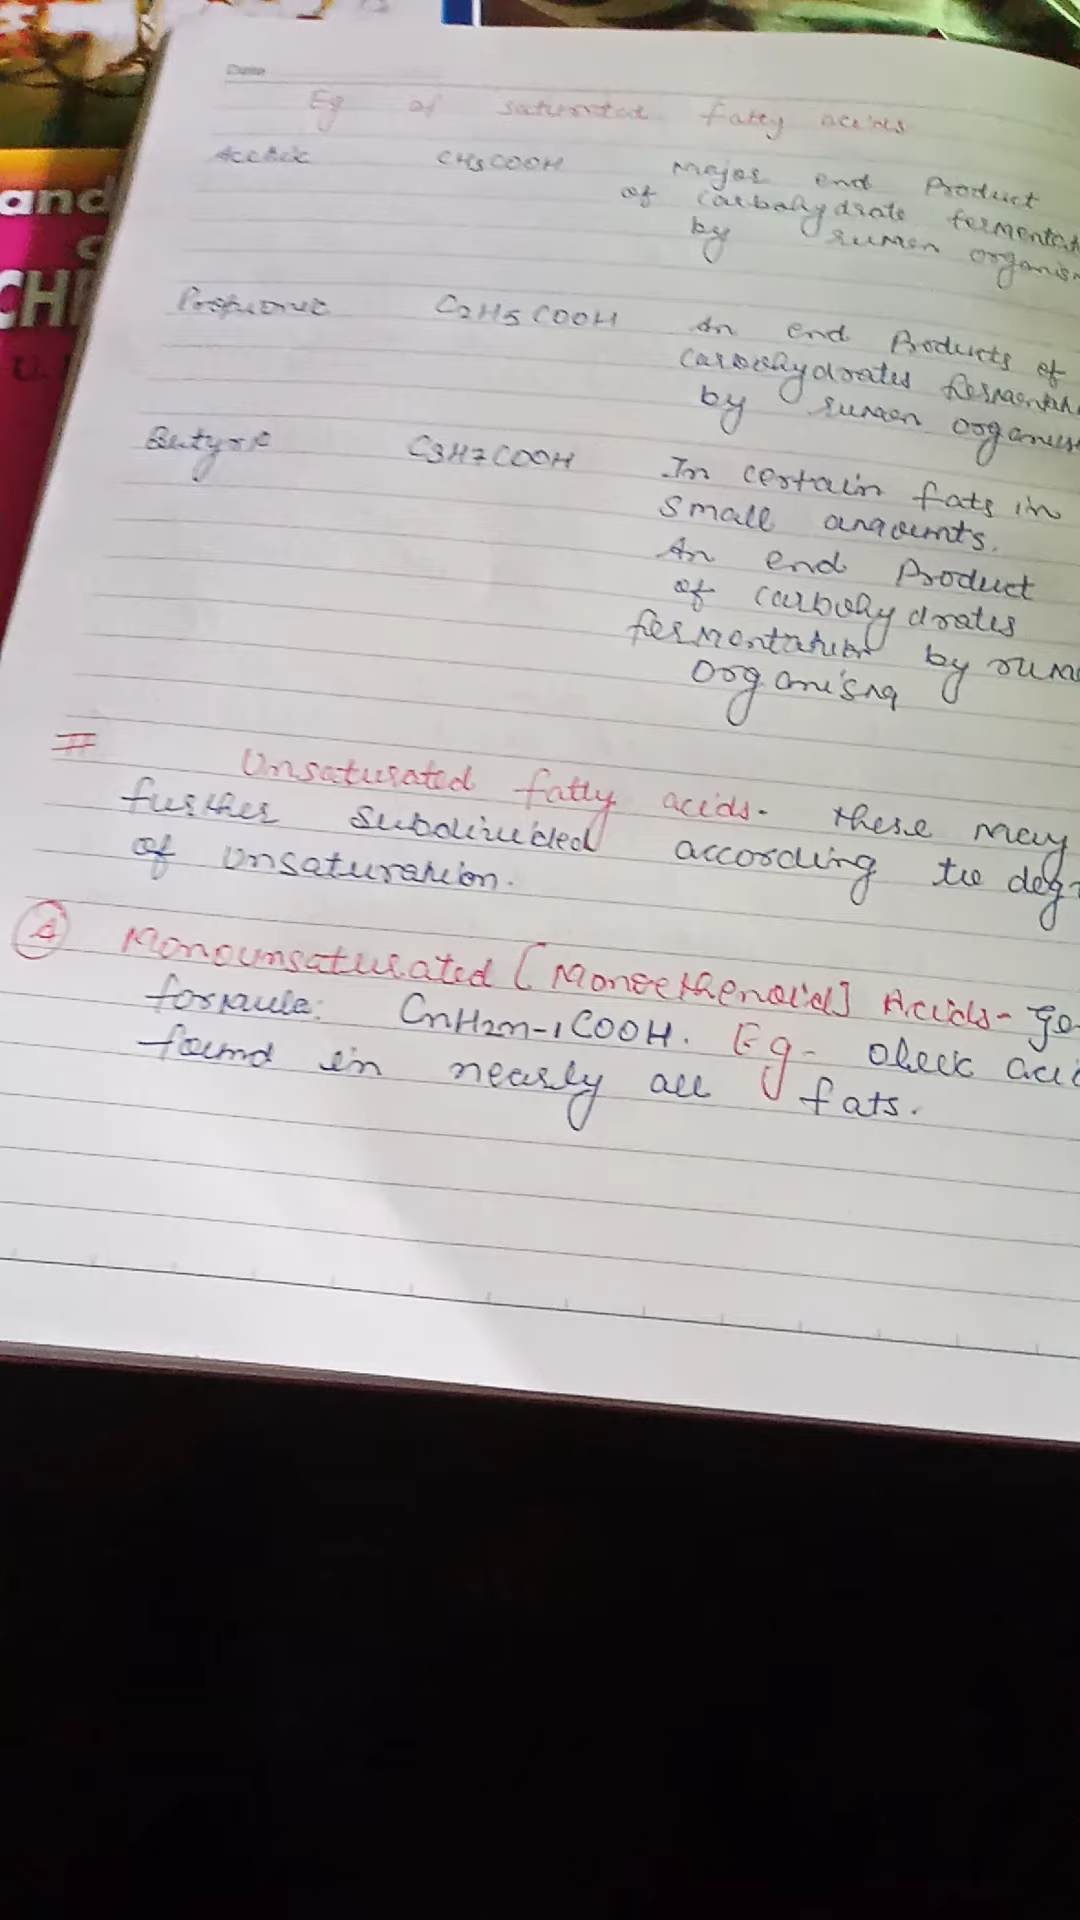 and
CH
Date
Eg of saturated fatty acids
Acetic CH3COOH Major end Product
of carbohydrate fermentat
by rumen organis
Propionic C2H5COOH An end Products of
carbohydrates fermentat
by rumen organis
Butyric C3H7COOH In certain fats in
small amounts.
An end Product
of carbohydrates
fermentation by rum
organism
Unsaturated fatty acids- these may
further subdivided according to deg
of unsaturation.
A Monounsaturated [Monoethenoid] Acids- ge
formula: CnH2n-1COOH. Eg- Oleic aci
found in nearly all fats.